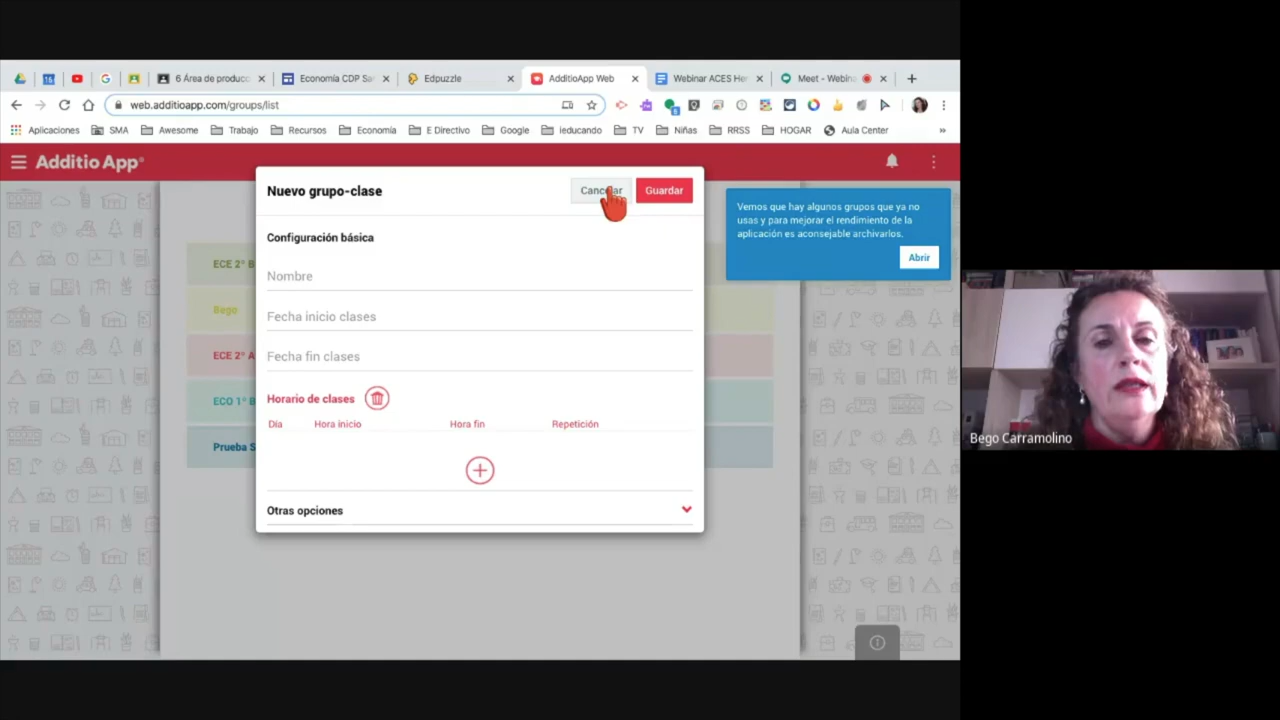 6 Área de produc
Economía CDP Sa
Edpuzzle
AdditioApp Web
Webinar ACES He
Meet - Webin
web.additioapp.com/groups/list
Aplicaciones
SMA
Awesome
Trabajo
Recursos
Economía
E Directivo
Google
ieducando
TV
Niñas
RRSS
HOGAR
Aula Center
»
Additio App
Nuevo grupo-clase
Cancelar
Guardar
Configuración básica
Nombre
Fecha inicio clases
Fecha fin clases
Horario de clases
Día
Hora inicio
Hora fin
Repetición
Otras opciones
ECE 2º B
Bego
ECE 2º A
ECO 1º B
Prueba S
Vemos que hay algunos grupos que ya no
usas y para mejorar el rendimiento de la
aplicación es aconsejable archivarlos.
Abrir
Bego Carramolino